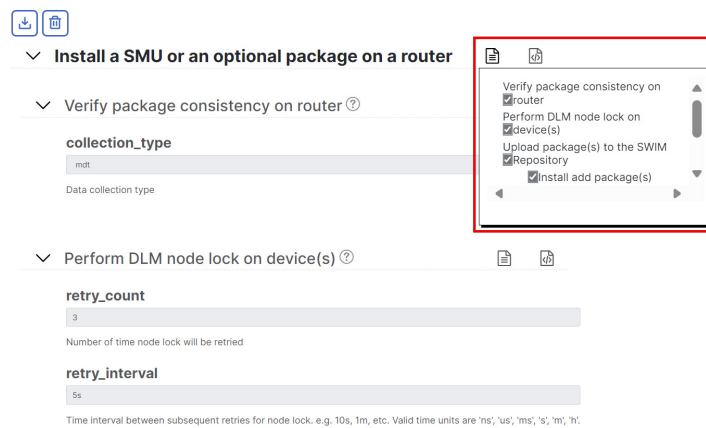 Install a SMU or an optional package on a router
Verify package consistency on
router
Perform DLM node lock on
device(s)
Upload package(s) to the SWIM
Repository
Install add package(s)
Verify package consistency on router ?
collection_type
mdt
Data collection type
Perform DLM node lock on device(s) ?
retry_count
3
Number of time node lock will be retried
retry_interval
5s
Time interval between subsequent retries for node lock. e.g. 10s, 1m, etc. Valid time units are 'ns', 'us', 'ms', 's', 'm', 'h'.